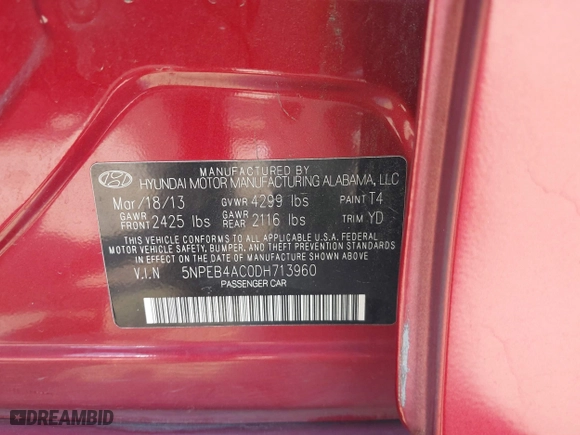 MANUFACTURED BY
HYUNDAI MOTOR MANUFACTURING ALABAMA, LLC
Mar/18/13 GVWR 4299 lbs PAINT T4
GAWR FRONT 2425 lbs GAWR REAR 2116 lbs TRIM YD
THIS VEHICLE CONFORMS TO ALL APPLICABLE U.S.A. FEDERAL
MOTOR VEHICLE SAFETY, BUMPER, AND THEFT PREVENTION STANDARDS
IN EFFECT ON THE DATE OF MANUFACTURE SHOWN ABOVE
V.I.N 5NPEB4AC0DH713960
PASSENGER CAR
DREAMBID